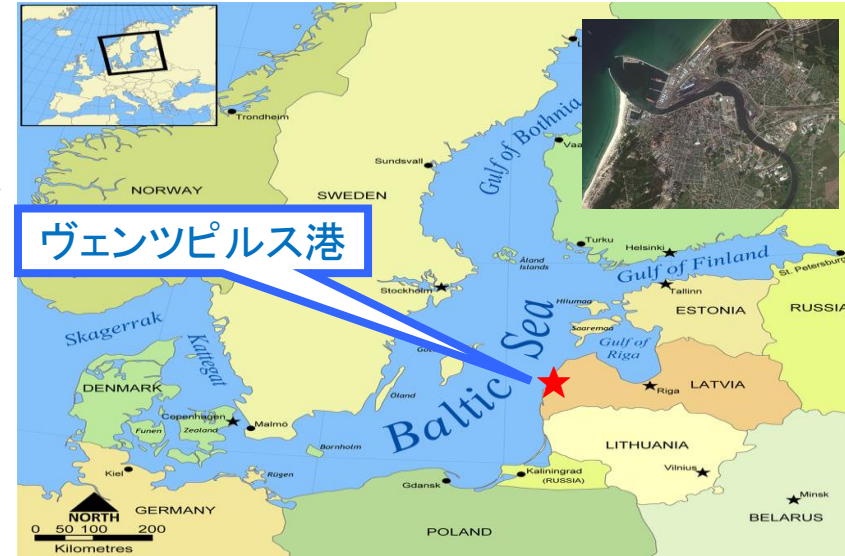 Trondheim
Sundsvall
Gulf of Bothnia
NORWAY
SWEDEN
ヴェンツピルス港
Turku
Helsinki
Åland
Islands
Gulf of Finland
St. Petersburg
Stockholm
Tallinn
Hiiumaa
ESTONIA
RUSSIA
Saaremaa
Skagerrak
Kattegat
Gulf of
Riga
Baltic Sea
DENMARK
Riga
LATVIA
Öland
Copenhagen
Malmö
Funen
Zealand
Bornholm
LITHUANIA
Kaliningrad
(RUSSIA)
Vilnius
Kiel
Rügen
Gdansk
Minsk
NORTH
GERMANY
BELARUS
0 50 100 200
Kilometres
POLAND